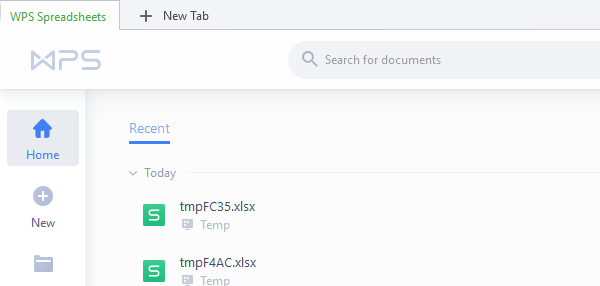 WPS Spreadsheets
New Tab
WPS
Search for documents
Home
New
Recent
Today
tmpFC35.xlsx
Temp
tmpF4AC.xlsx
Temp